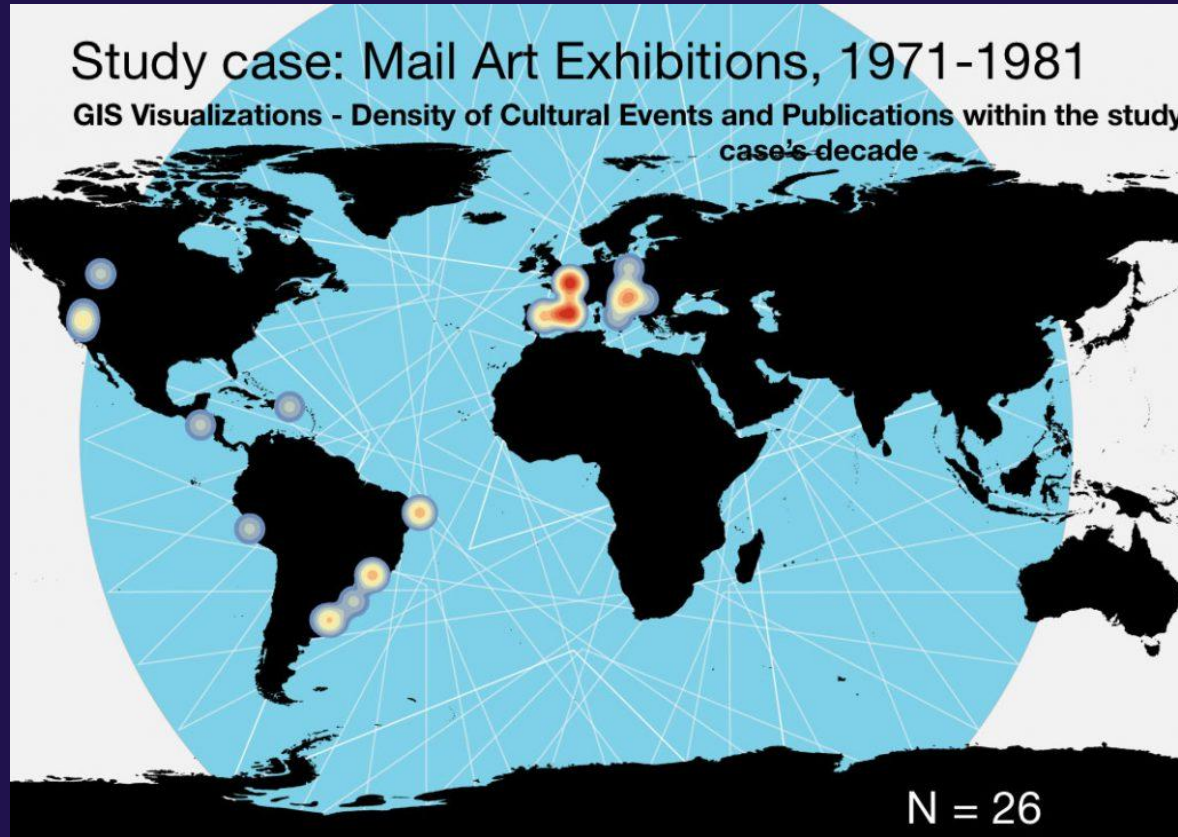 Study case: Mail Art Exhibitions, 1971-1981
GIS Visualizations - Density of Cultural Events and Publications within the study
case's decade
N = 26